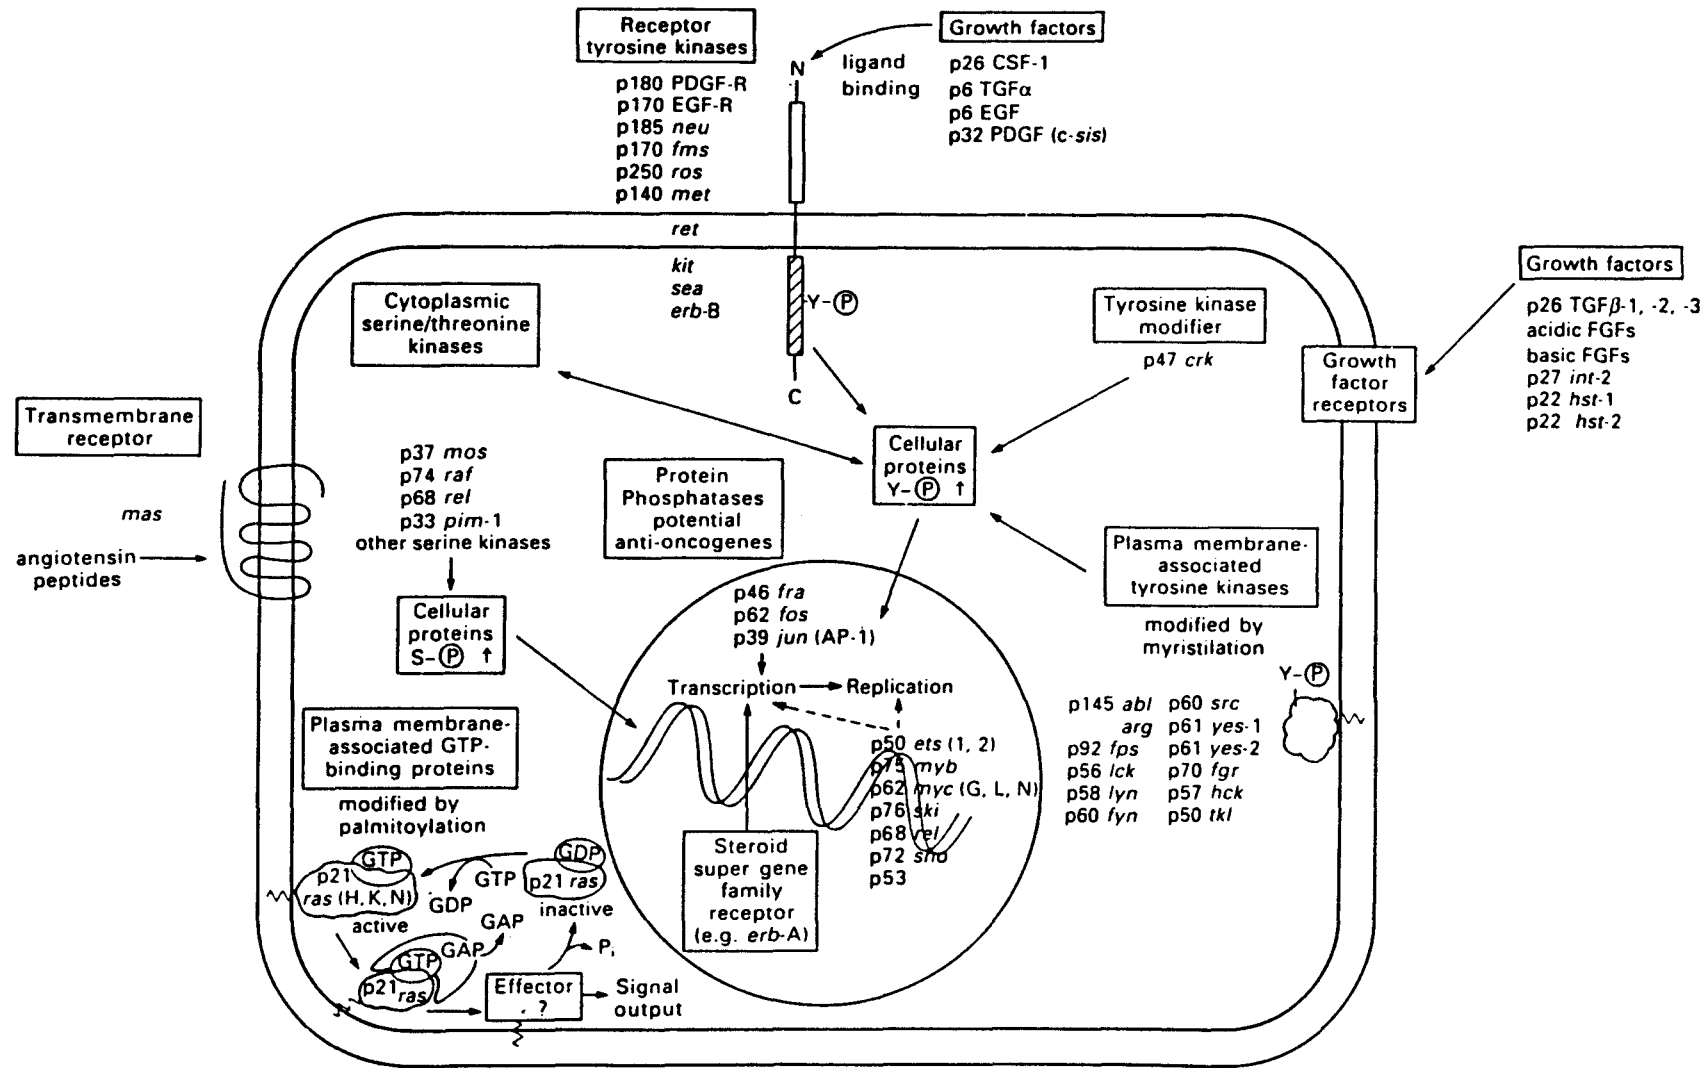 Receptor
tyrosine kinases
p180 PDGF-R
p170 EGF-R
p185 neu
p170 fms
p250 ros
p140 met
ret
kit
sea
erb-B
N
Y-P
C
ligand
binding
Growth factors
p26 CSF-1
p6 TGFα
p6 EGF
p32 PDGF (c-sis)
Growth factors
p26 TGFβ-1, -2, -3
acidic FGFs
basic FGFs
p27 int-2
p22 hst-1
p22 hst-2
Growth
factor
receptors
Tyrosine kinase
modifier
p47 crk
Cytoplasmic
serine/threonine
kinases
Transmembrane
receptor
mas
angiotensin
peptides
p37 mos
p74 raf
p68 rel
p33 pim-1
other serine kinases
Cellular
proteins
S-P ↑
Protein
Phosphatases
potential
anti-oncogenes
Cellular
proteins
Y-P ↑
Plasma membrane-
associated
tyrosine kinases
modified by
myristilation
Y-P
p145 abl p60 src
arg p61 yes-1
p92 fps p61 yes-2
p56 lck p70 fgr
p58 lyn p57 hck
p60 fyn p50 tkl
p46 fra
p62 fos
p39 jun (AP-1)
Transcription Replication
p50 ets (1, 2)
p75 myb
p62 myc (G, L, N)
p76 ski
p68 rel
p72 sno
p53
Steroid
super gene
family
receptor
(e.g. erb-A)
Plasma membrane-
associated GTP-
binding proteins
modified by
palmitoylation
GTP
p21
ras (H, K, N)
active
GTP
GDP
GDP
p21 ras
inactive
GAP
GAP
GTP
p21 ras
Pi
Effector
?
Signal
output